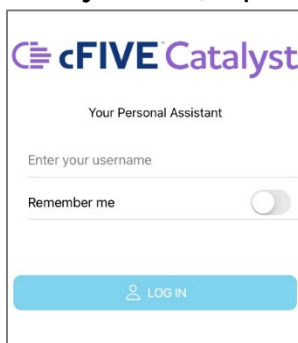 cFIVE Catalyst
Your Personal Assistant
Enter your username
Remember me
LOG IN